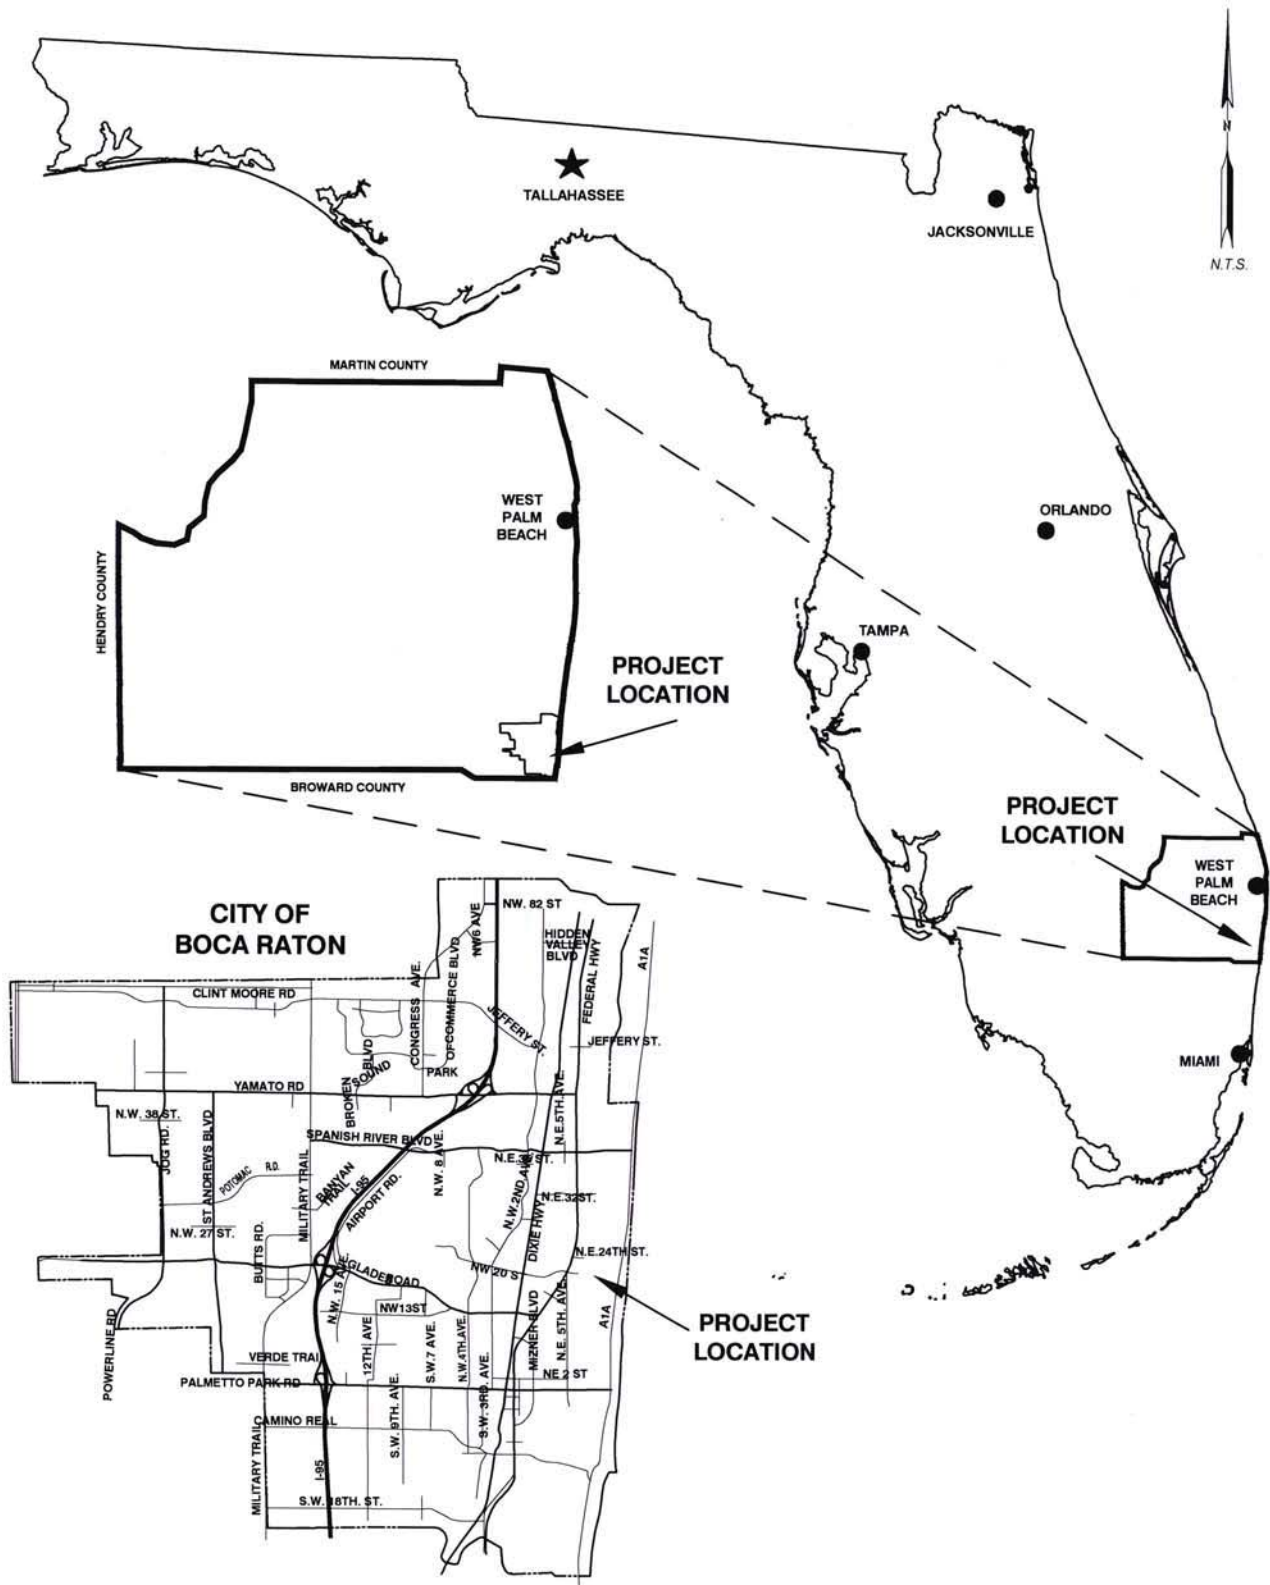 N
N.T.S.
TALLAHASSEE
JACKSONVILLE
MARTIN COUNTY
WEST
PALM
BEACH
ORLANDO
HENDRY COUNTY
TAMPA
PROJECT
LOCATION
BROWARD COUNTY
PROJECT
LOCATION
WEST
PALM
BEACH
MIAMI
CITY OF
BOCA RATON
NW. 82 ST
NW6 AVE
HIDDEN
VALLEY
BLVD
FEDERAL HWY
A1A
CLINT MOORE RD
CONGRESS AVE.
PARK OFCOMMERCE BLVD
JEFFERY ST.
JEFFERY ST.
BROKEN SOUND BLVD
YAMATO RD
N.W. 38 ST.
JOG RD.
ST ANDREWS BLVD
SPANISH RIVER BLVD
N.W. 8 AVE.
N.E.5TH.AVE.
POTOMAC R.D.
MILITARY TRAIL
BANYAN
TRAIL
I-95
AIRPORT RD.
N.W.2ND AVE.
N.E.32ST.
DIXIE HWY
N.W. 27 ST.
BUTTS RD.
N.E.24TH ST.
NW 20 S
N.W. 15 AVE.
NW13ST
MIZNER BLVD
N.E. 5TH. AVE.
A1A
PROJECT
LOCATION
POWERLINE RD
VERDE TRAI
12TH AVE
S.W.7 AVE.
N.W.4TH.AVE.
NE 2 ST
PALMETTO PARK RD
S.W. 9TH. AVE.
S.W. 3RD. AVE.
CAMINO REAL
MILITARY TRAIL
I-95
S.W. 18TH. ST.